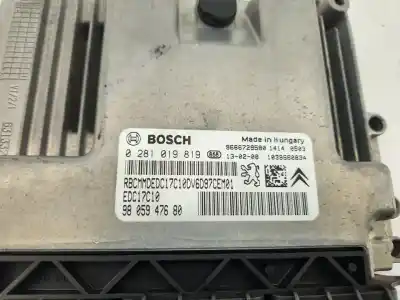 BOSCH
Made in Hungary
0 281 019 819
9666729580 1414 0503
13-02-08 1039S60834
RBCMMDEDC17C10DV6D97CEM01
EDC17C10
98 059 476 80